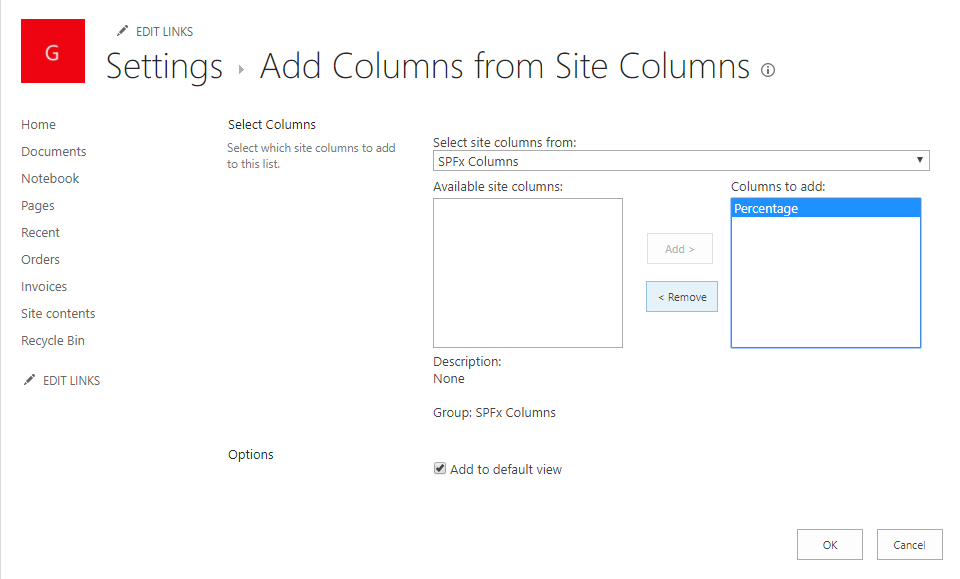 G
EDIT LINKS
Settings ▸ Add Columns from Site Columns
Home
Documents
Notebook
Pages
Recent
Orders
Invoices
Site contents
Recycle Bin
EDIT LINKS
Select Columns
Select which site columns to add
to this list.
Select site columns from:
SPFx Columns
Available site columns:
Add >
< Remove
Columns to add:
Percentage
Description:
None
Group: SPFx Columns
Options
Add to default view
OK
Cancel